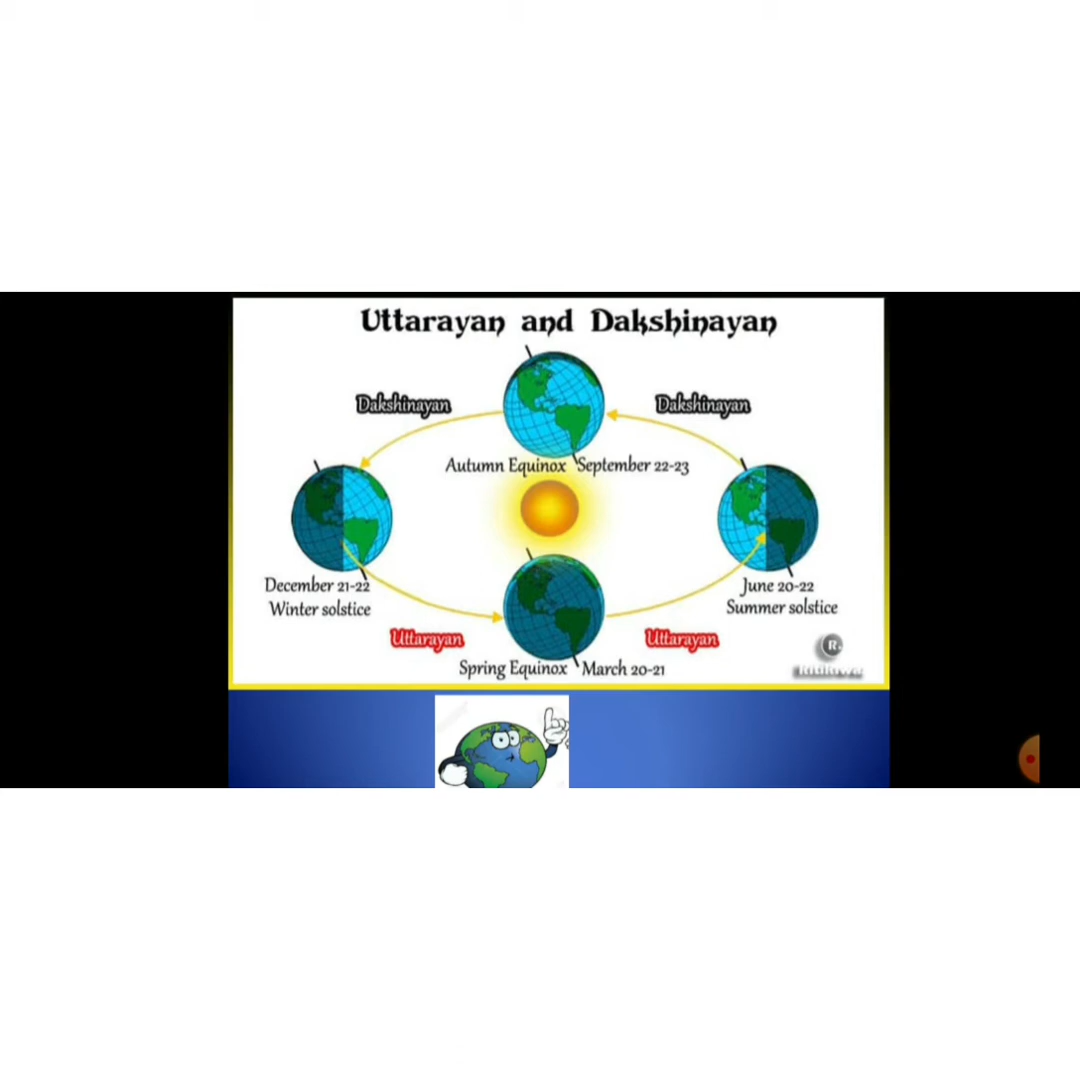 Uttarayan and Dakshinayan
Dakshinayan
Dakshinayan
Autumn Equinox September 22-23
December 21-22
Winter solstice
June 20-22
Summer solstice
Uttarayan
Uttarayan
Spring Equinox March 20-21
R.